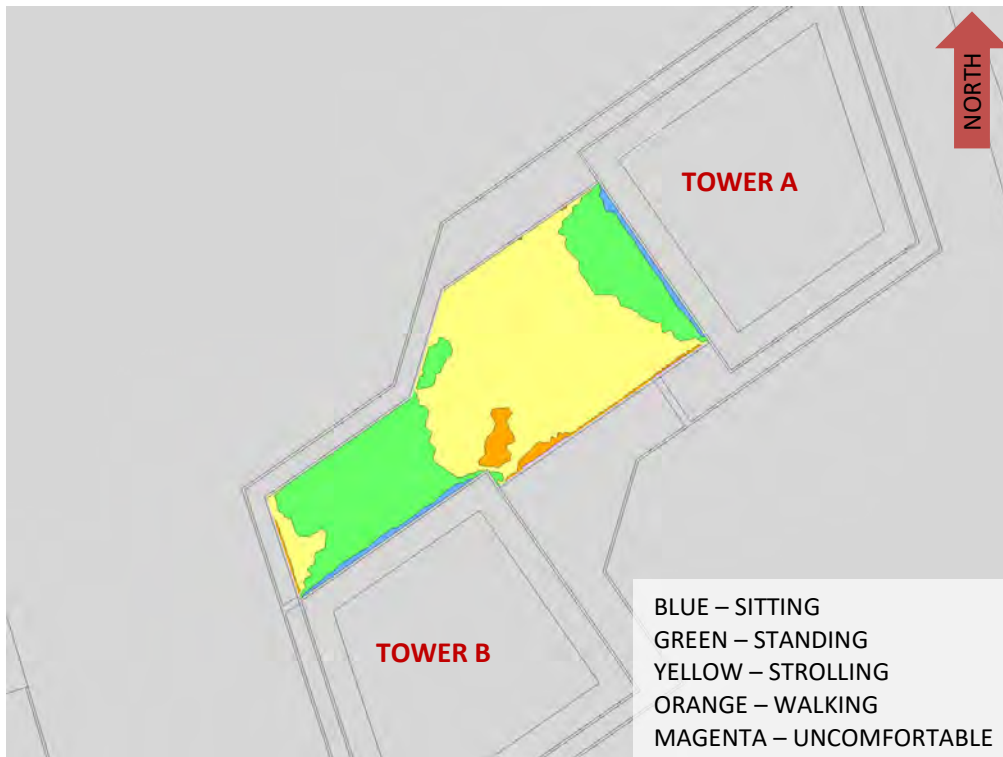 NORTH
TOWER A
TOWER B
BLUE – SITTING
GREEN – STANDING
YELLOW – STROLLING
ORANGE – WALKING
MAGENTA – UNCOMFORTABLE